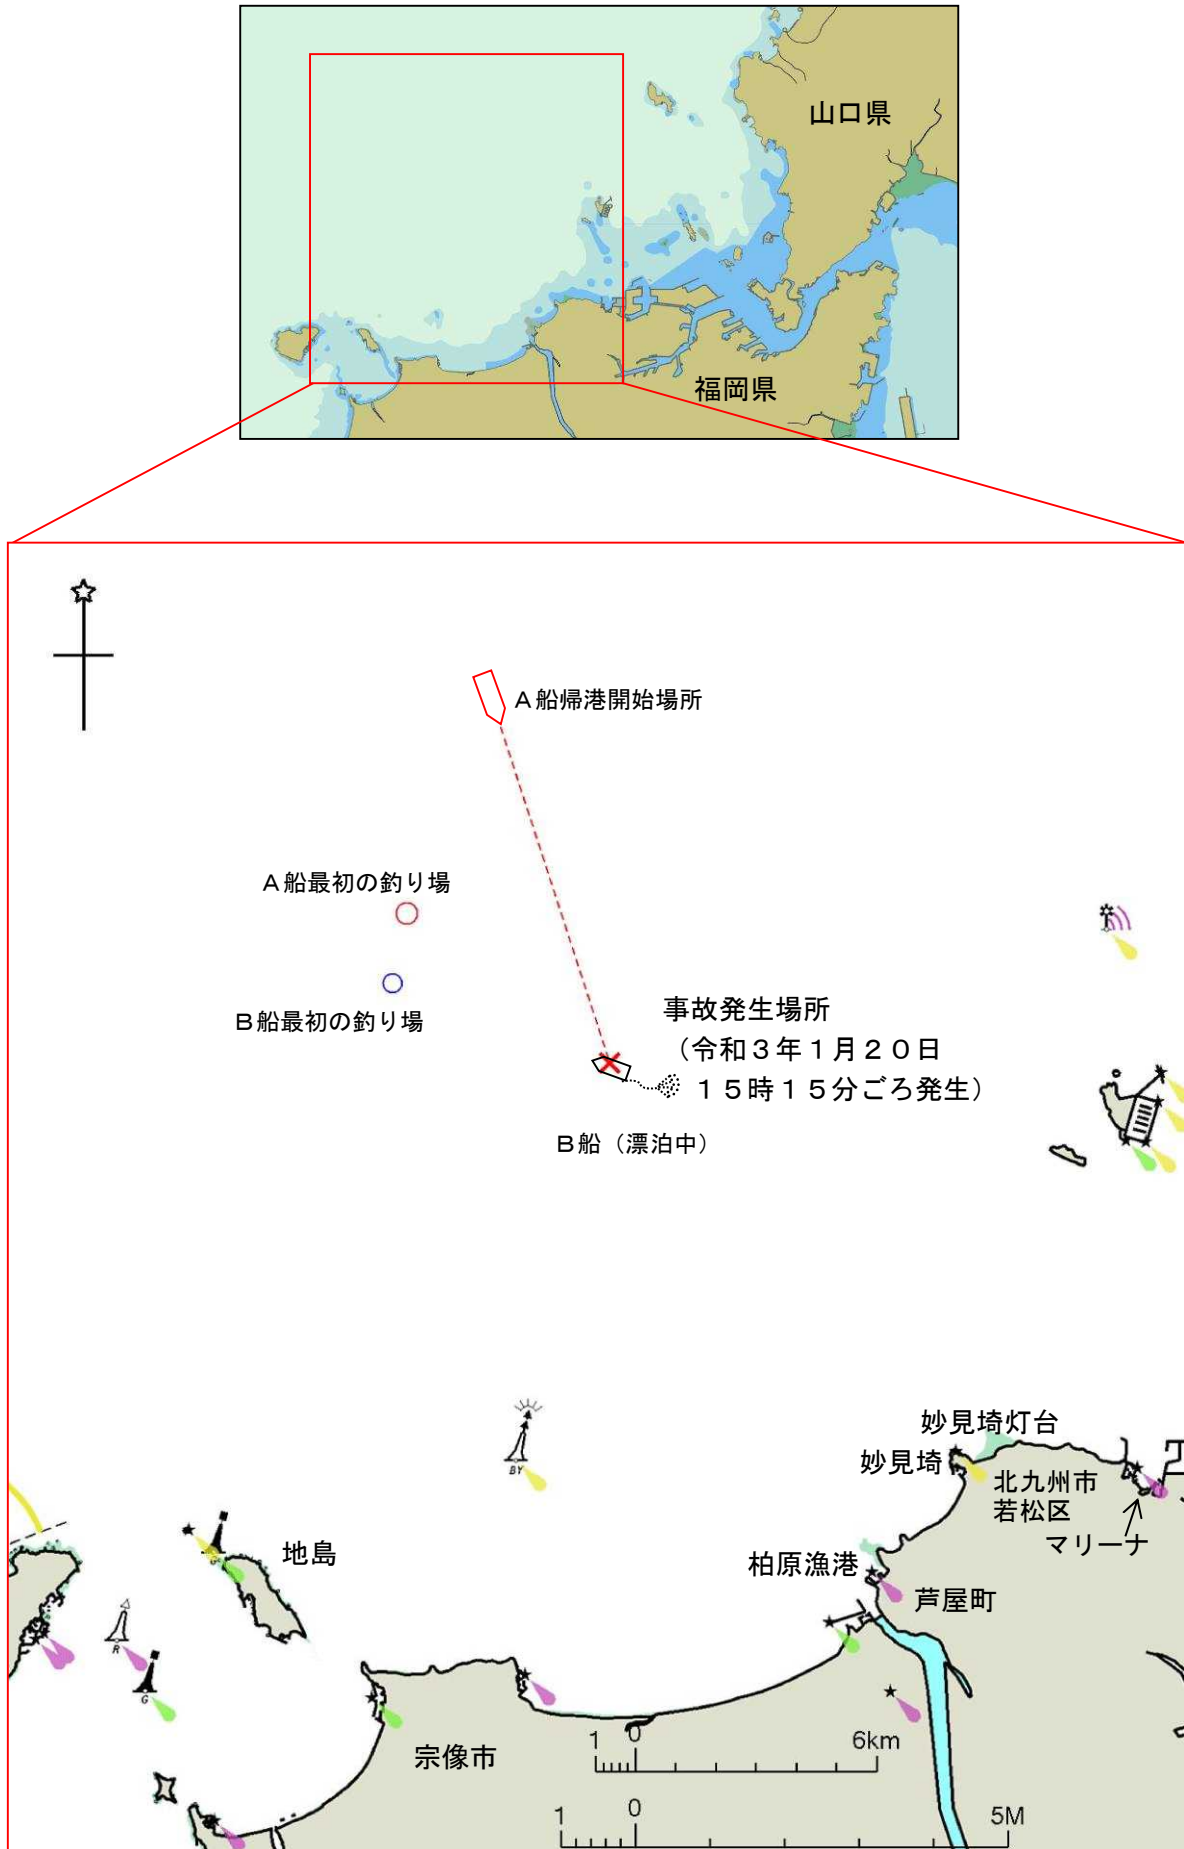 山口県
福岡県
Ａ船帰港開始場所
Ａ船最初の釣り場
Ｂ船最初の釣り場
事故発生場所
（令和３年１月２０日
１５時１５分ごろ発生）
Ｂ船（漂泊中）
妙見埼灯台
妙見埼
BY
北九州市
若松区
マリーナ
地島
柏原漁港
芦屋町
R
G
宗像市
1 0 6km
1 0 5M